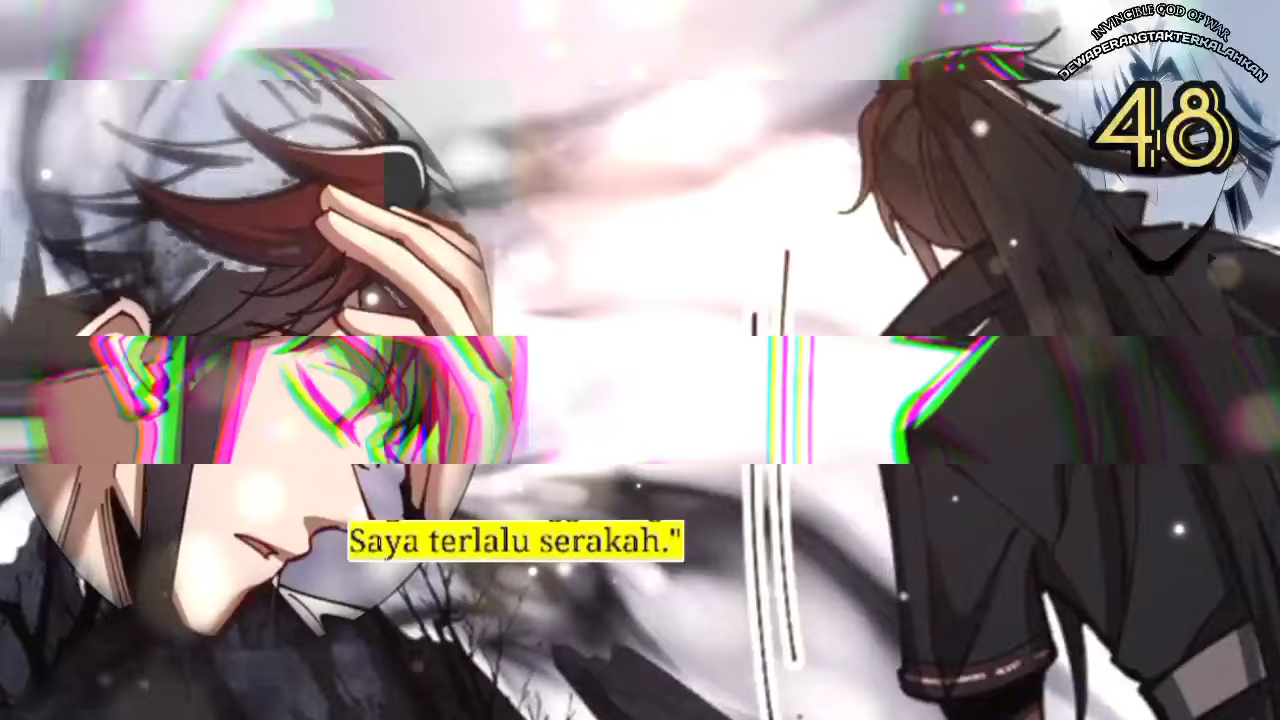 INVINCIBLE GOD OF WAR
DEWAPERANGTAKTERKALAHKAN
48
Saya terlalu serakah."